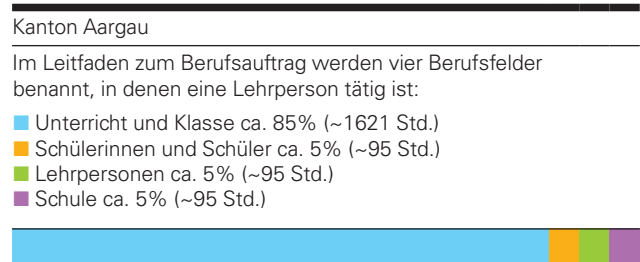 Kanton Aargau
Im Leitfaden zum Berufsauftrag werden vier Berufsfelder
benannt, in denen eine Lehrperson tätig ist:
Unterricht und Klasse ca. 85% (~1621 Std.)
Schülerinnen und Schüler ca. 5% (~95 Std.)
Lehrpersonen ca. 5% (~95 Std.)
Schule ca. 5% (~95 Std.)